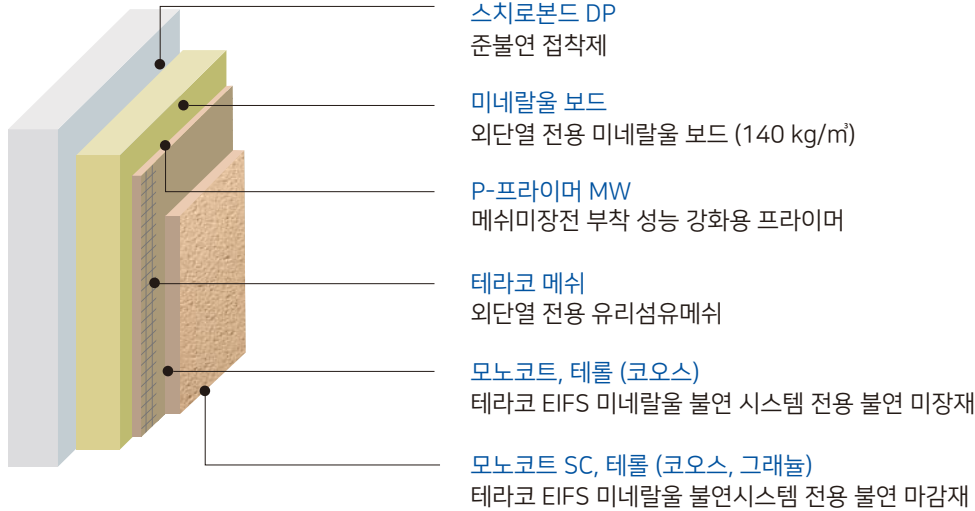 스치로본드 DP
준불연 접착제
미네랄울 보드
외단열 전용 미네랄울 보드 (140 kg/㎥)
P-프라이머 MW
메쉬미장전 부착 성능 강화용 프라이머
테라코 메쉬
외단열 전용 유리섬유메쉬
모노코트, 테롤 (코오스)
테라코 EIFS 미네랄울 불연 시스템 전용 불연 미장재
모노코트 SC, 테롤 (코오스, 그래뉼)
테라코 EIFS 미네랄울 불연시스템 전용 불연 마감재